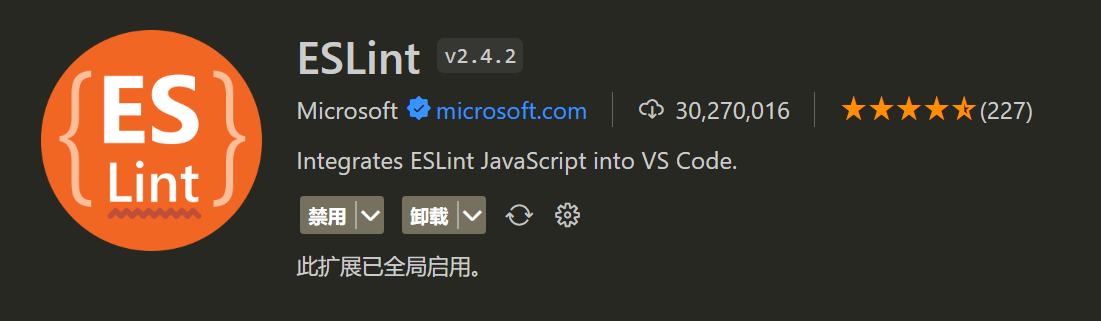 ES
Lint
ESLint v2.4.2
Microsoft microsoft.com 30,270,016 (227)
Integrates ESLint JavaScript into VS Code.
禁用 卸载
此扩展已全局启用。